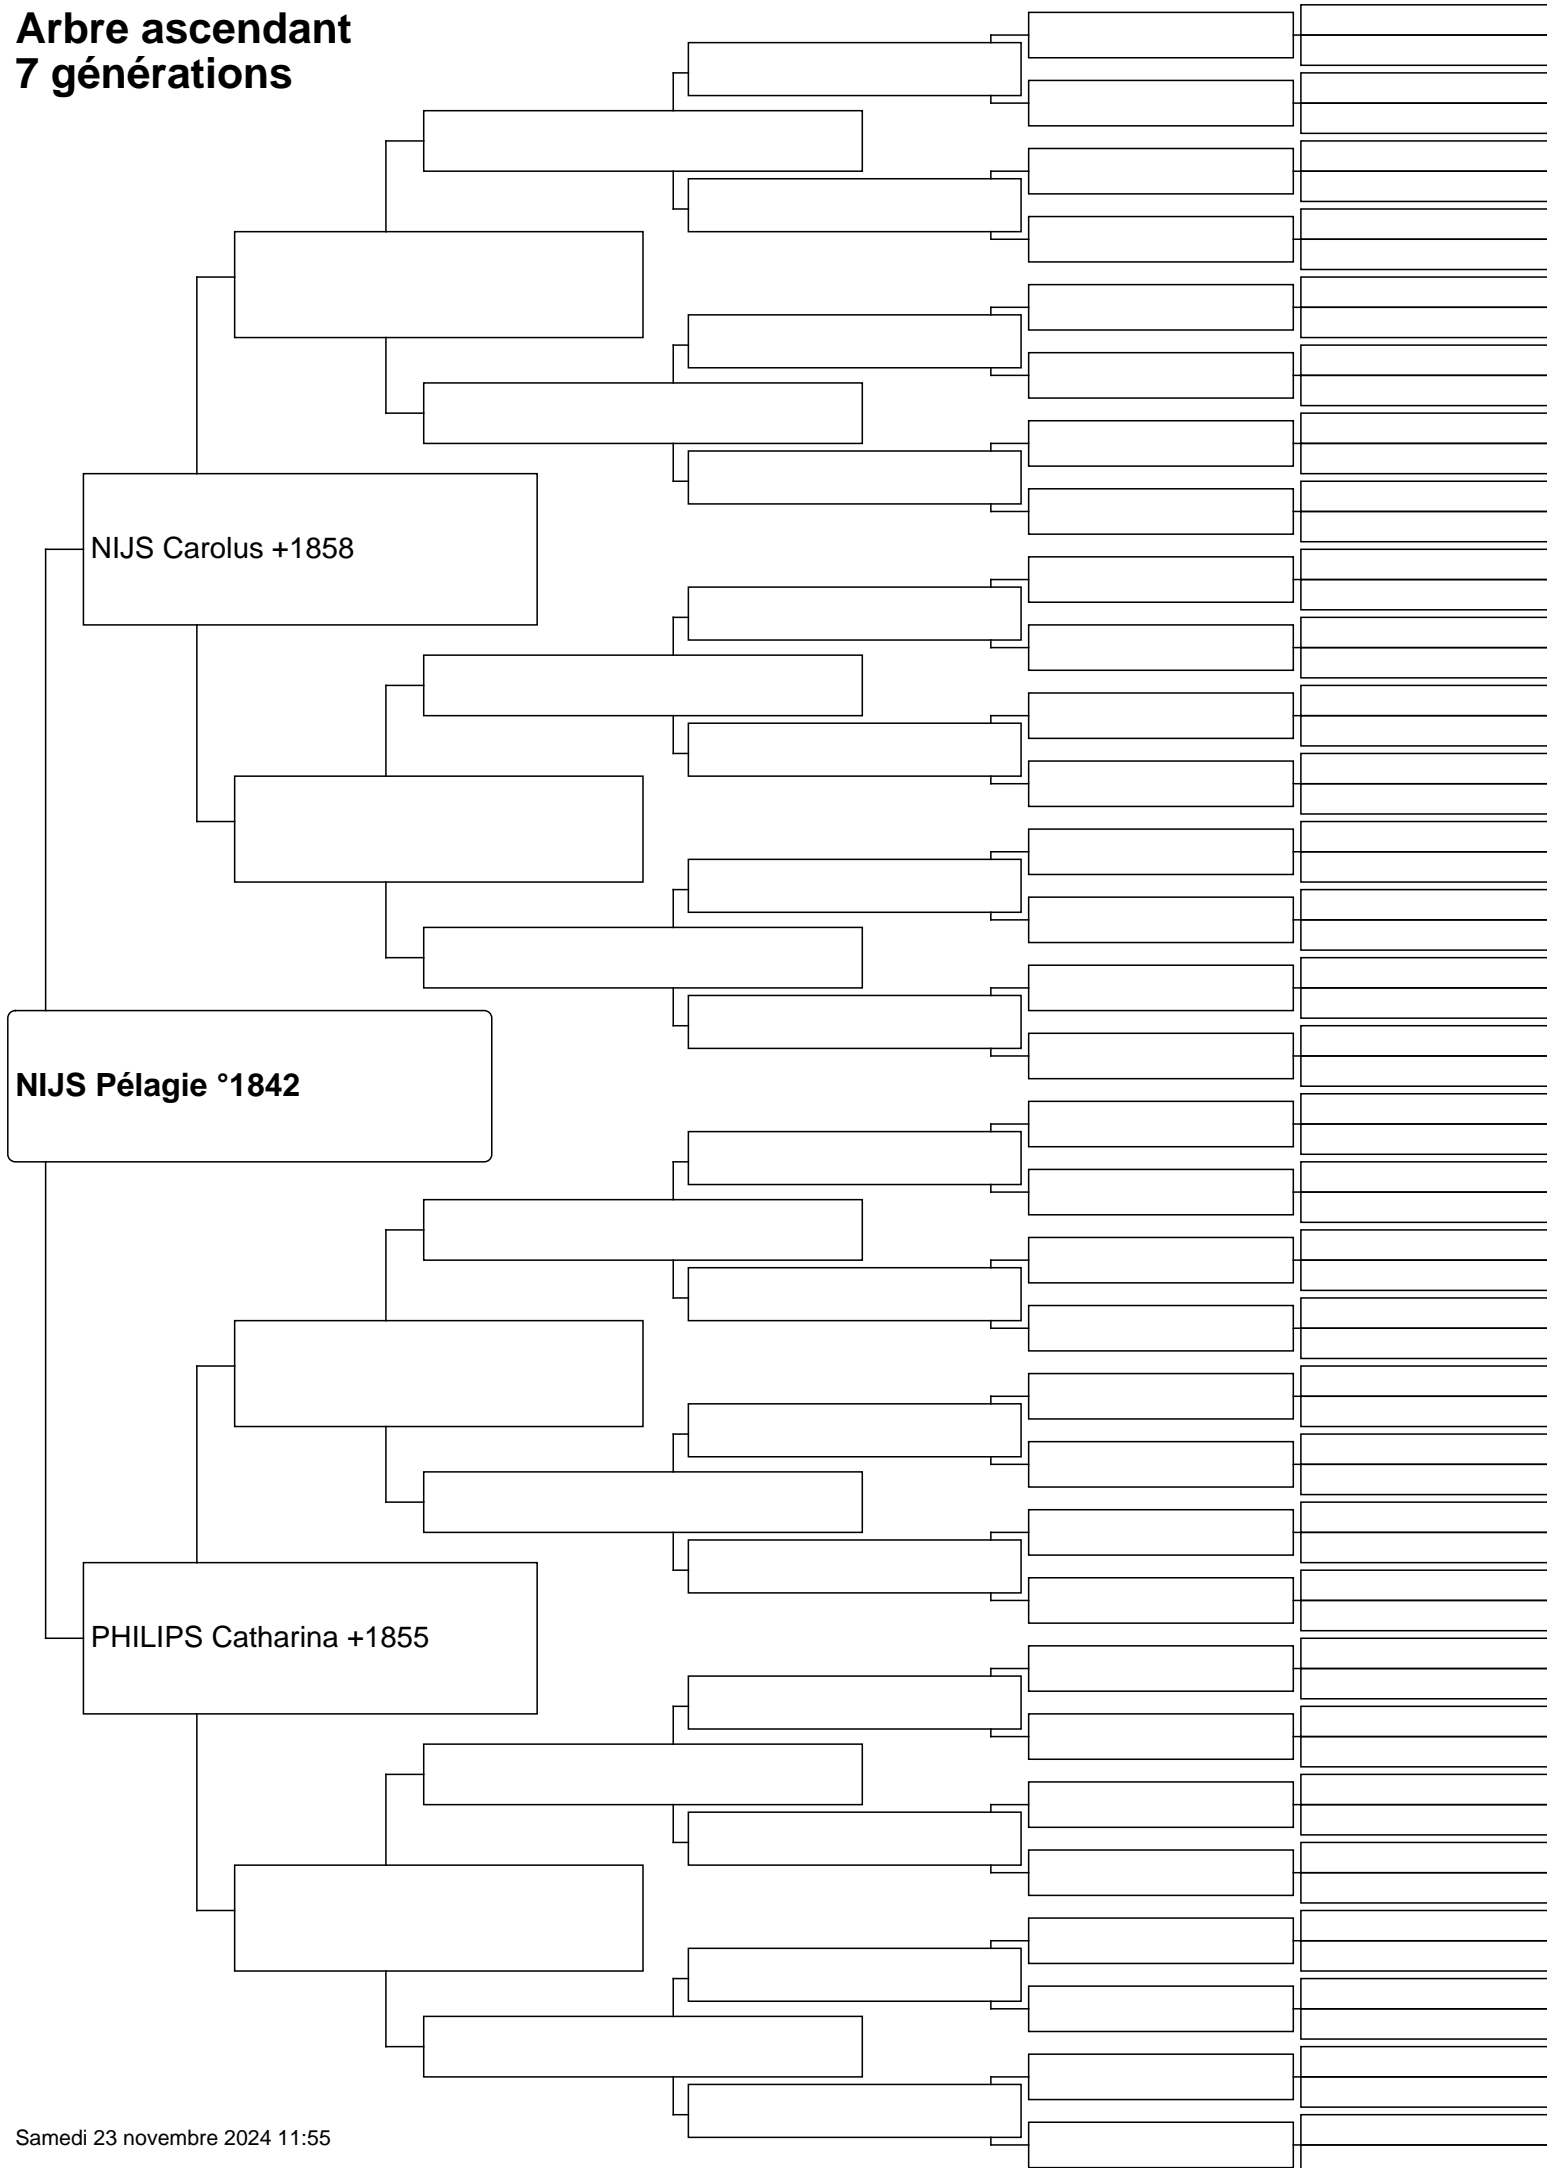 Arbre ascendant
7 générations
NIJS Carolus +1858
NIJS Pélagie °1842
PHILIPS Catharina +1855
Samedi 23 novembre 2024 11:55